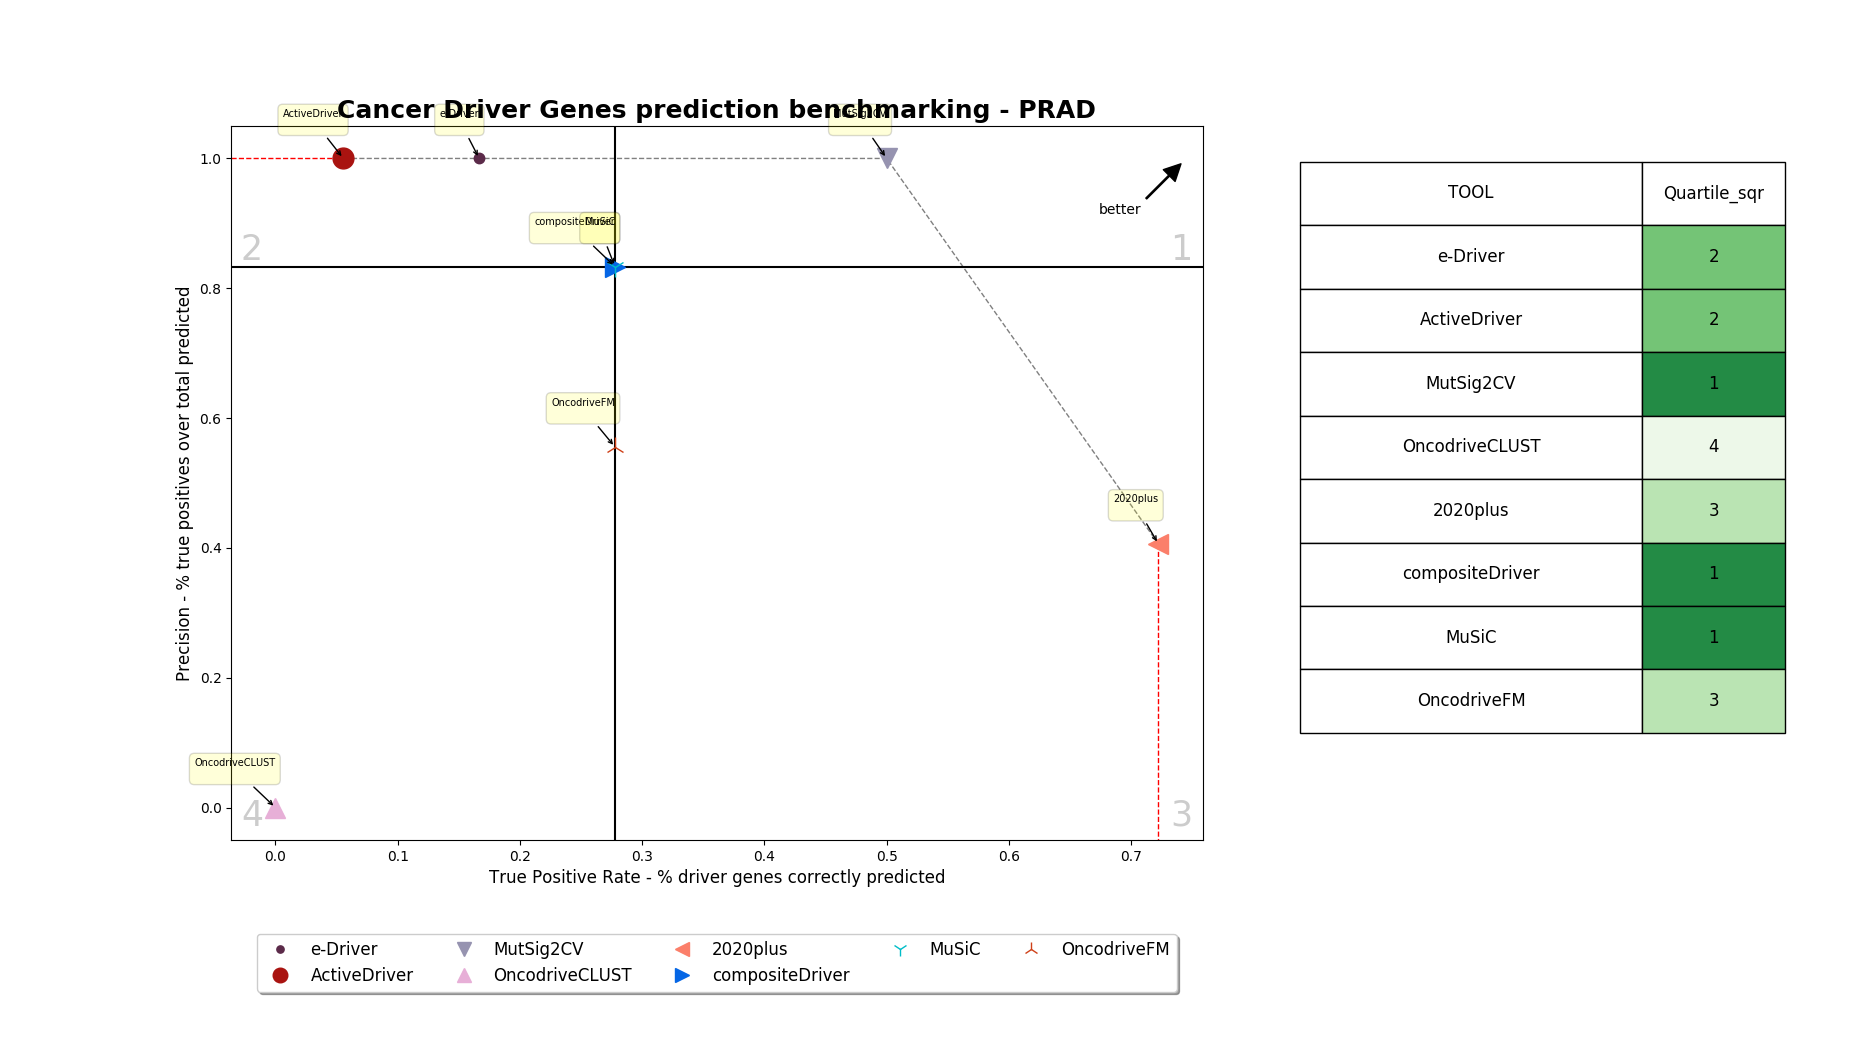 Cancer Driver Genes prediction benchmarking - PRAD
ActiveDriver
e-Driver
MutSig2CV
compositeDriver
MuSiC
OncodriveFM
2020plus
OncodriveCLUST
better
2
1
4
3
1.0
0.8
0.6
0.4
0.2
0.0
Precision - % true positives over total predicted
0.0 0.1 0.2 0.3 0.4 0.5 0.6 0.7
True Positive Rate - % driver genes correctly predicted
e-Driver MutSig2CV 2020plus MuSiC OncodriveFM
ActiveDriver OncodriveCLUST compositeDriver
TOOL Quartile_sqr
e-Driver 2
ActiveDriver 2
MutSig2CV 1
OncodriveCLUST 4
2020plus 3
compositeDriver 1
MuSiC 1
OncodriveFM 3